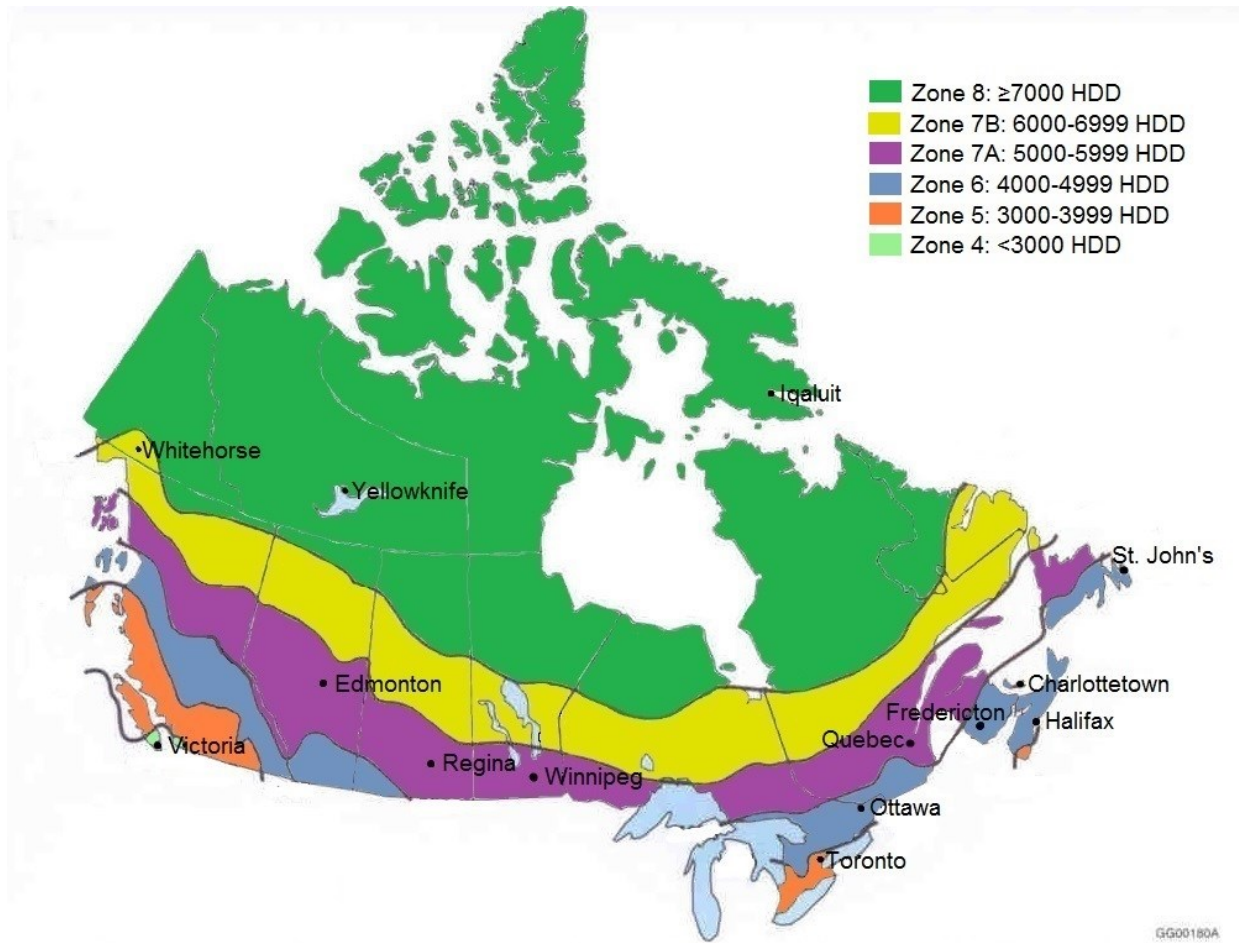 Zone 8: ≥7000 HDD
Zone 7B: 6000-6999 HDD
Zone 7A: 5000-5999 HDD
Zone 6: 4000-4999 HDD
Zone 5: 3000-3999 HDD
Zone 4: <3000 HDD
Iqaluit
Whitehorse
Yellowknife
St. John's
Edmonton
Charlottetown
Fredericton
Halifax
Quebec
Victoria
Regina
Winnipeg
Ottawa
Toronto
GG00180A